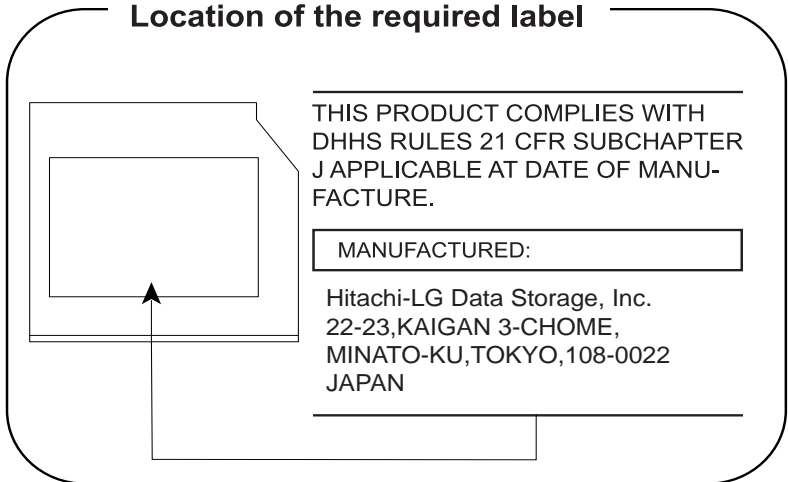 Location of the required label
THIS PRODUCT COMPLIES WITH
DHHS RULES 21 CFR SUBCHAPTER
J APPLICABLE AT DATE OF MANU-
FACTURE.
MANUFACTURED:
Hitachi-LG Data Storage, Inc.
22-23,KAIGAN 3-CHOME,
MINATO-KU,TOKYO,108-0022
JAPAN